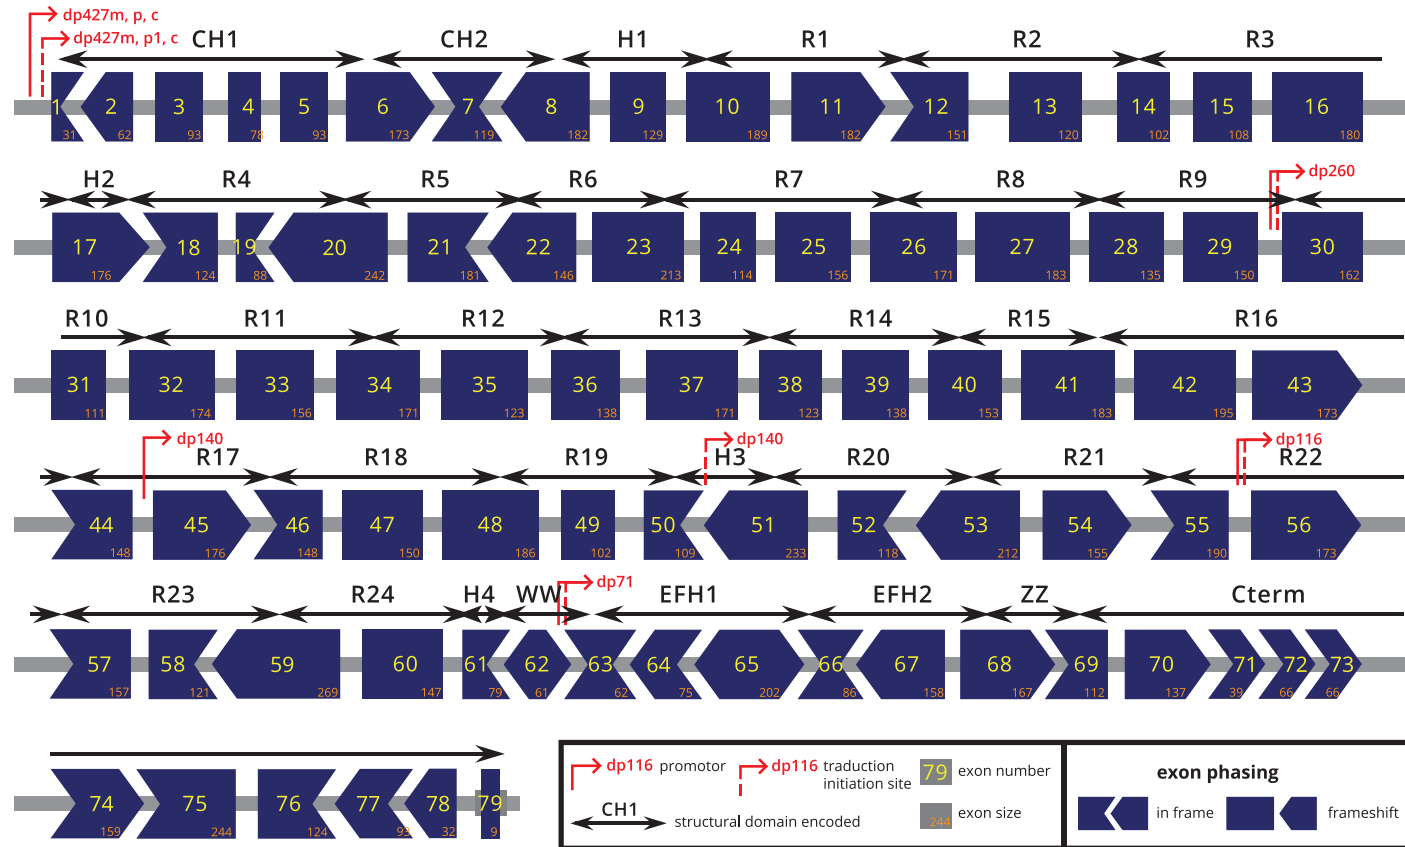 dp427m, p, c
dp427m, p1, c
CH1 CH2 H1 R1 R2 R3
1 2 3 4 5 6 7 8 9 10 11 12 13 14 15 16
31 62 93 78 93 173 119 182 129 189 182 151 120 102 108 180
H2 R4 R5 R6 R7 R8 R9 dp260
17 18 19 20 21 22 23 24 25 26 27 28 29 30
176 124 88 242 181 146 213 114 156 171 183 135 150 162
R10 R11 R12 R13 R14 R15 R16
31 32 33 34 35 36 37 38 39 40 41 42 43
111 174 156 171 123 138 171 123 138 153 183 195 173
dp140 dp140 dp116
R17 R18 R19 H3 R20 R21 R22
44 45 46 47 48 49 50 51 52 53 54 55 56
148 176 148 150 186 102 109 233 118 212 155 190 173
dp71
R23 R24 H4 WW EFH1 EFH2 ZZ Cterm
57 58 59 60 61 62 63 64 65 66 67 68 69 70 71 72 73
157 121 269 147 79 61 62 75 202 86 158 167 112 137 39 66 66
74 75 76 77 78 79
159 244 124 93 32 9
dp116 promotor
dp116 traduction
initiation site
79 exon number
CH1 structural domain encoded
244 exon size
exon phasing
in frame
frameshift